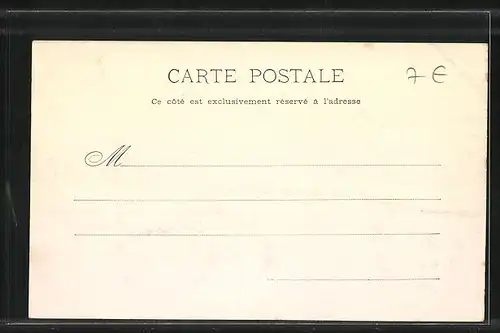 CARTE POSTALE
7 €
Ce côté est exclusivement réservé à l'adresse
M